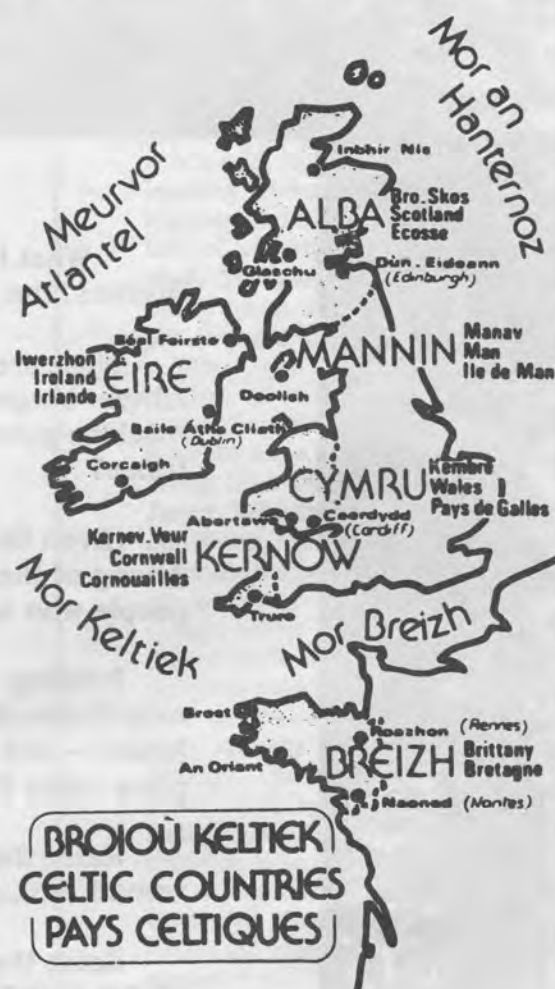 Mor an
Hanternoz
Meurvor
Atlantel
Inbhir Nis
ALBA
Bro-Skos
Scotland
Ecosse
Glaschu
Dùn-Eideann
(Edinburgh)
Béal Feirste
Iwerzhon
Ireland
Irlande
ÉIRE
MANNIN
Manav
Man
Ile de Man
Doolish
Baile Átha Cliath
(Dublin)
Corcaigh
CYMRU
Kembre
Wales
Pays de Galles
Abertawe
Caerdydd
(Cardiff)
Kernev-Veur
Cornwall
Cornouailles
KERNOW
Truro
Mor Keltiek
Mor Breizh
Brest
Roazhon (Rennes)
An Oriant
BREIZH
Brittany
Bretagne
Naoned (Nantes)
BROIOÙ KELTIEK
CELTIC COUNTRIES
PAYS CELTIQUES